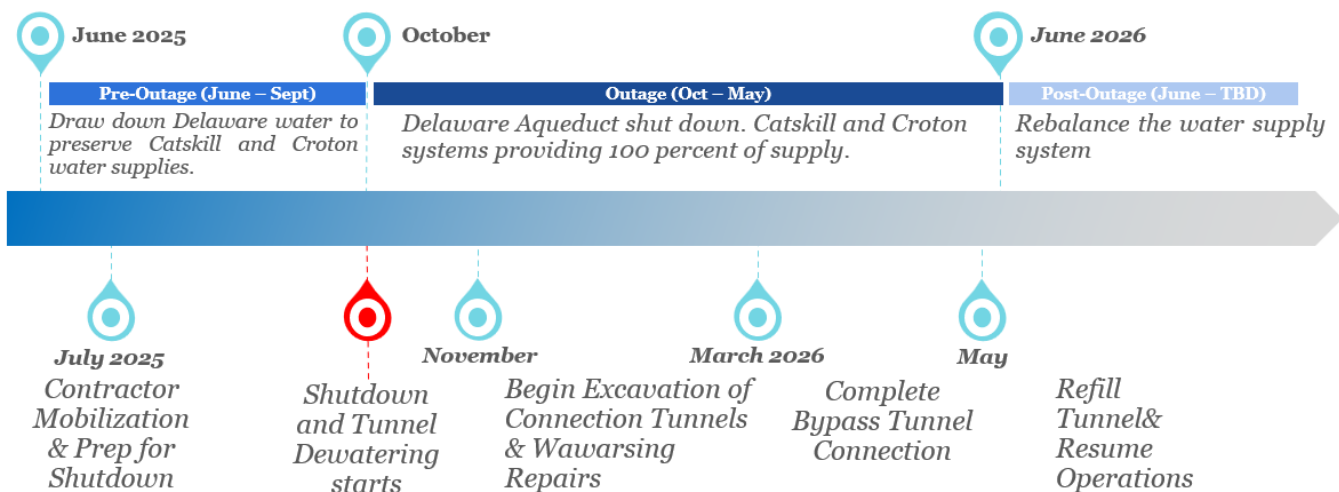 June 2025
October
June 2026
Pre-Outage (June – Sept)
Outage (Oct – May)
Post-Outage (June – TBD)
Draw down Delaware water to
preserve Catskill and Croton
water supplies.
Delaware Aqueduct shut down. Catskill and Croton
systems providing 100 percent of supply.
Rebalance the water supply
system
July 2025
Contractor
Mobilization
& Prep for
Shutdown
Shutdown
and Tunnel
Dewatering
starts
November
Begin Excavation of
Connection Tunnels
& Wawarsing
Repairs
March 2026
Complete
Bypass Tunnel
Connection
May
Refill
Tunnel&
Resume
Operations